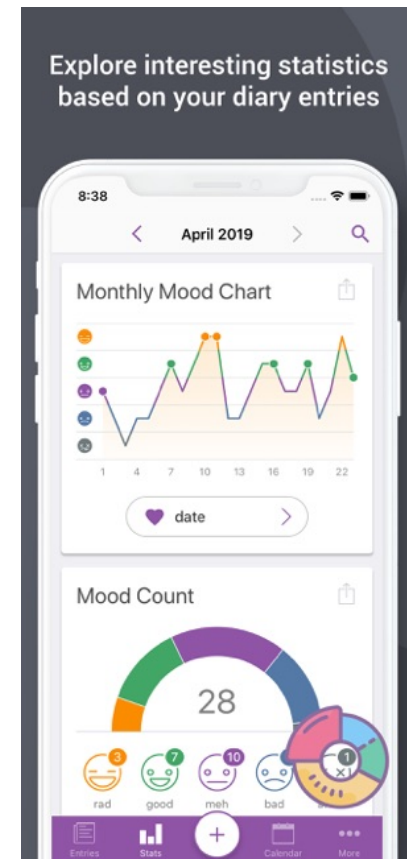 Explore interesting statistics
based on your diary entries
8:38
April 2019
Monthly Mood Chart
1 4 7 10 13 16 19 22
date
Mood Count
28
3 7 10 1
rad good meh bad
Entries Stats Calendar More